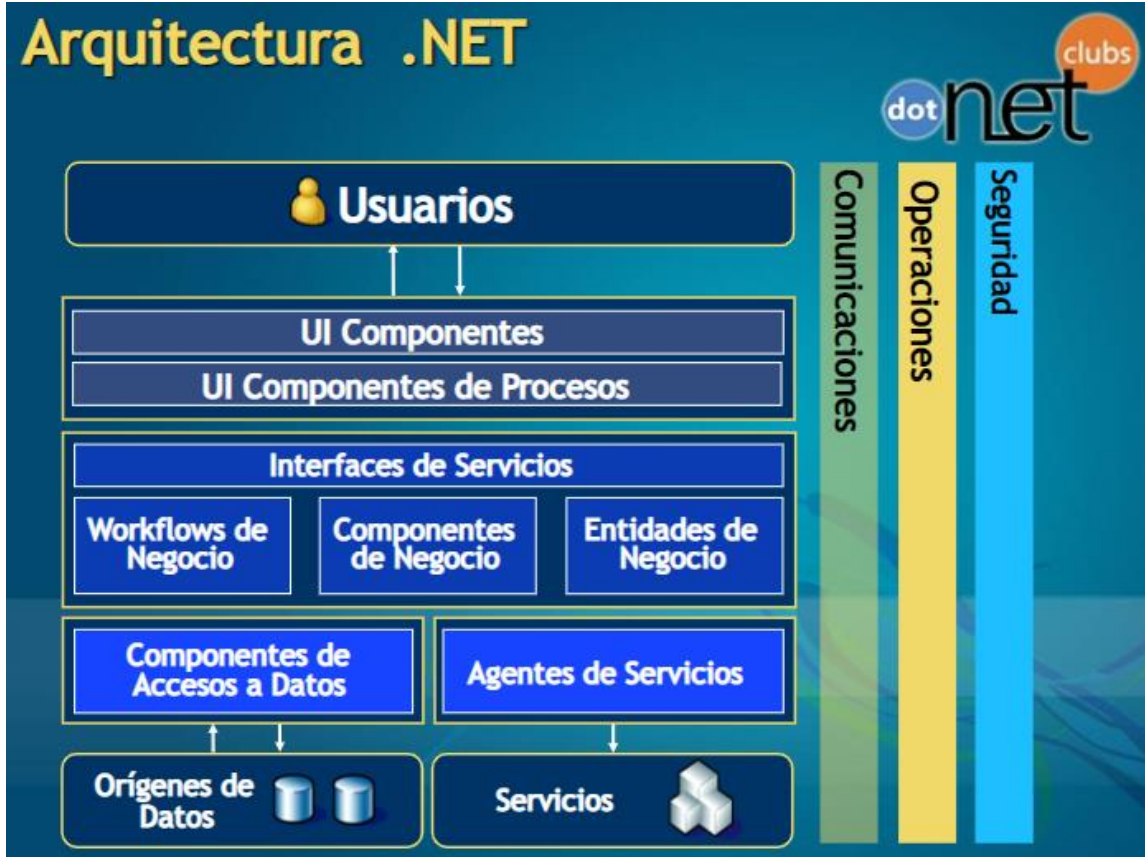 Arquitectura .NET
dot net clubs
Usuarios
UI Componentes
UI Componentes de Procesos
Interfaces de Servicios
Workflows de
Negocio
Componentes
de Negocio
Entidades de
Negocio
Componentes de
Accesos a Datos
Agentes de Servicios
Orígenes de
Datos
Servicios
Comunicaciones
Operaciones
Seguridad